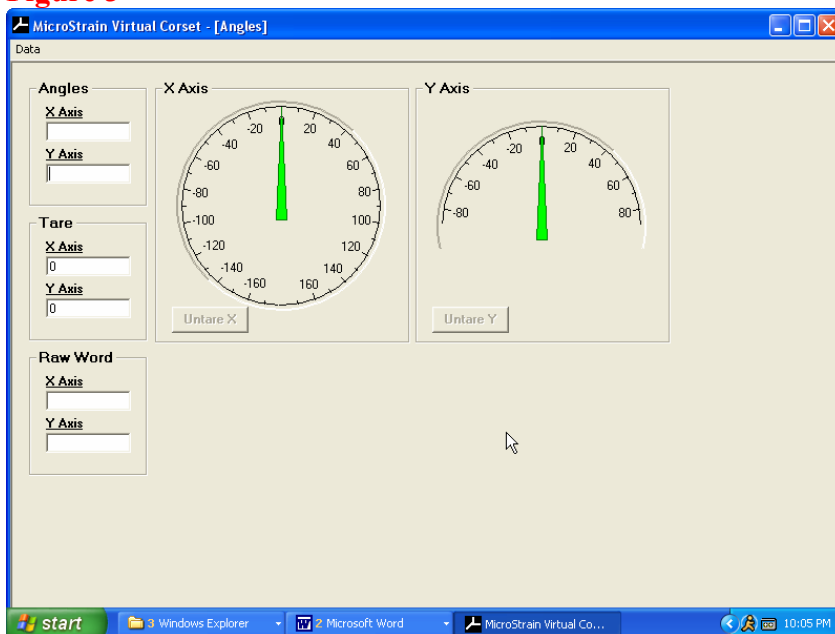 MicroStrain Virtual Corset - [Angles]
Data
Angles
X Axis
Y Axis
Tare
X Axis
0
Y Axis
0
Raw Word
X Axis
Y Axis
X Axis
-20 20
-40 40
-60 60
-80 80
-100 100
-120 120
-140 140
-160 160
Untare X
Y Axis
-20 20
-40 40
-60 60
-80 80
Untare Y
start 3 Windows Explorer 2 Microsoft Word MicroStrain Virtual Co... 10:05 PM